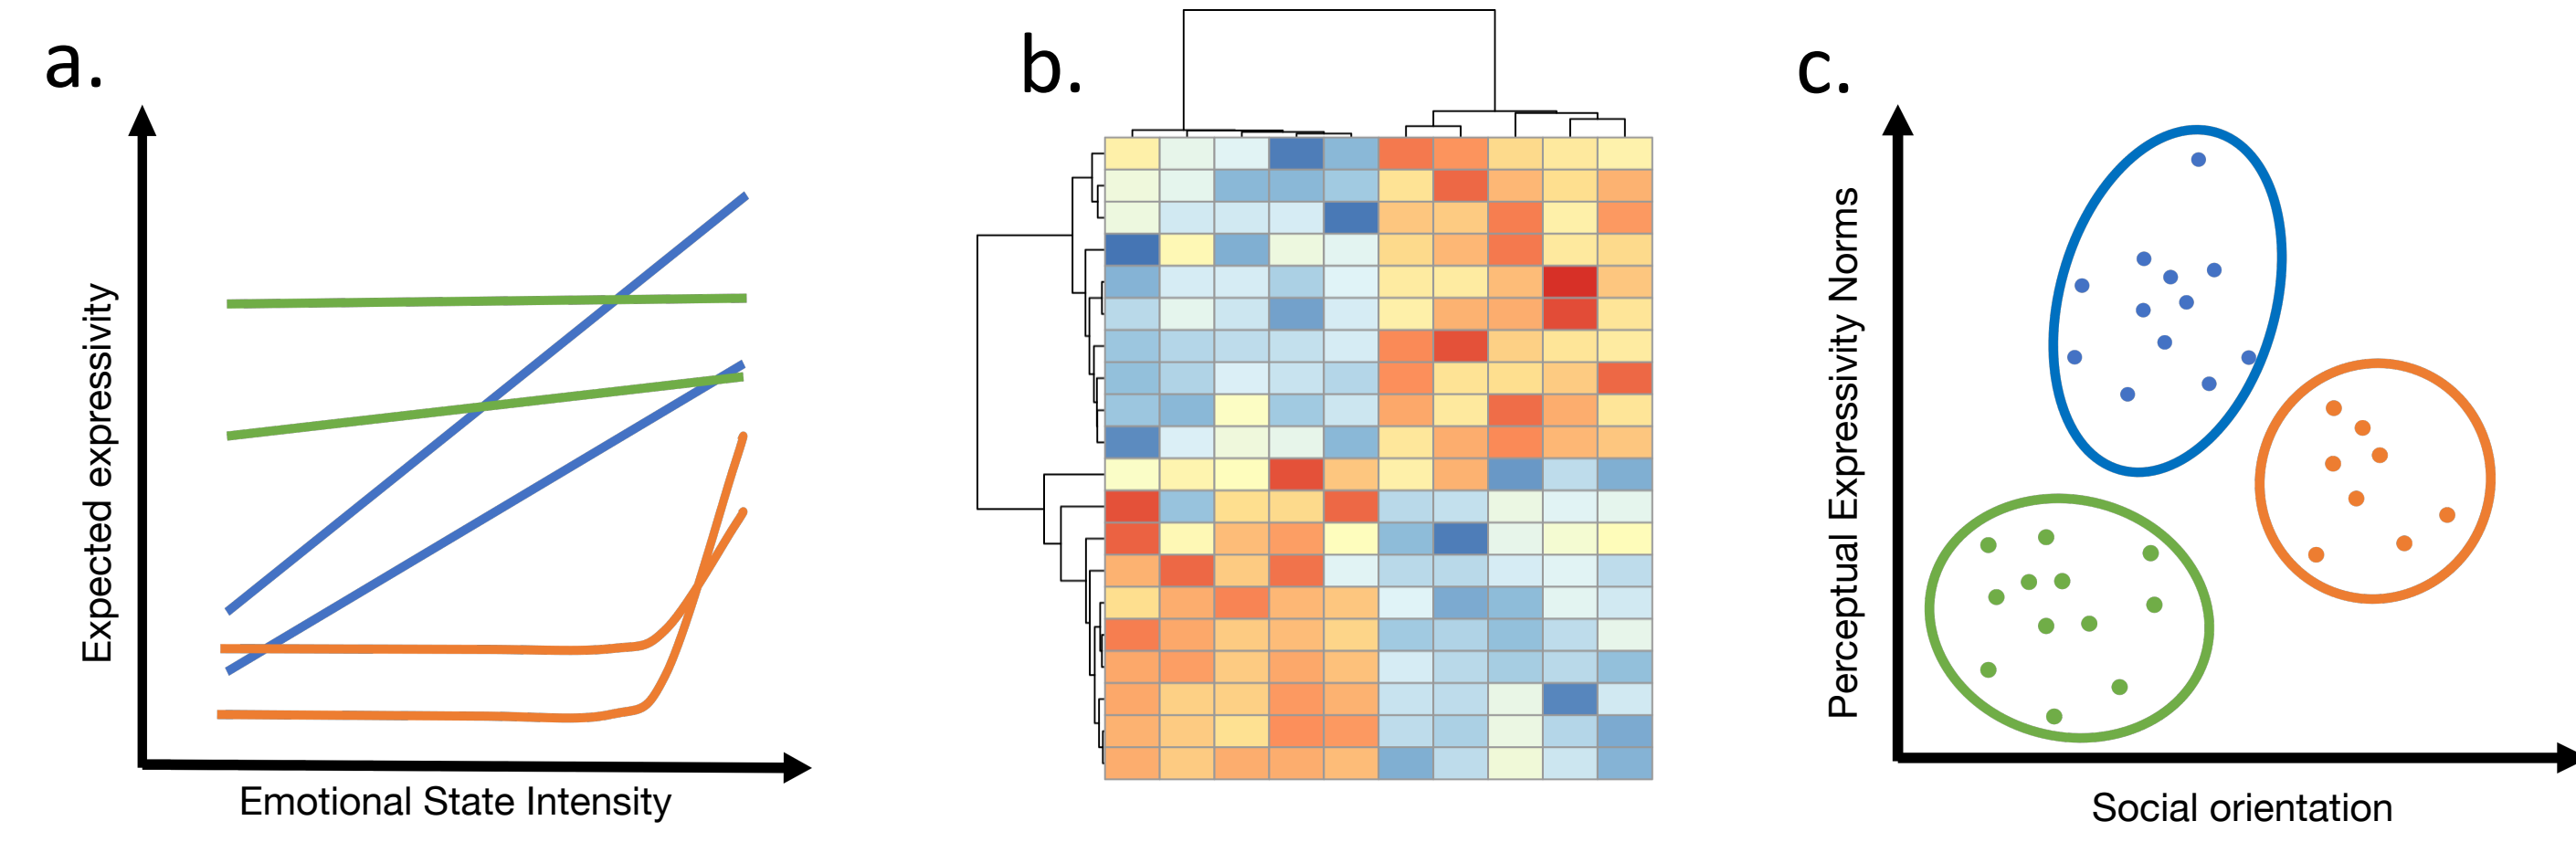 a.
Expected expressivity
Emotional State Intensity
b.
c.
Perceptual Expressivity Norms
Social orientation